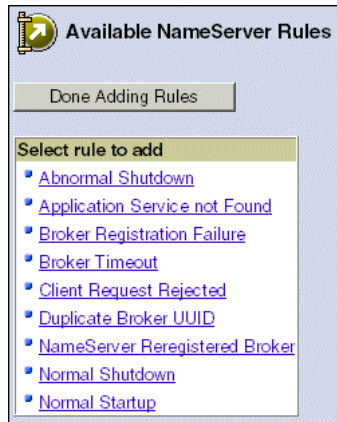 Available NameServer Rules
Done Adding Rules
Select rule to add
Abnormal Shutdown
Application Service not Found
Broker Registration Failure
Broker Timeout
Client Request Rejected
Duplicate Broker UUID
NameServer Reregistered Broker
Normal Shutdown
Normal Startup